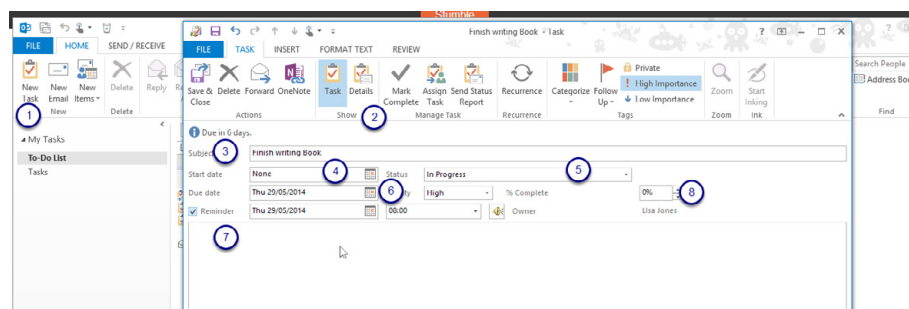 Stumble
Finish writing Book - Task
FILE HOME SEND / RECEIVE
FILE TASK INSERT FORMAT TEXT REVIEW
Search People
Address Boo
Find
New Task
New Email
New Items
Delete
Reply
New
Delete
Save & Close
Delete
Forward
OneNote
Actions
Task
Details
Show
Mark Complete
Assign Task
Send Status Report
Manage Task
Recurrence
Recurrence
Categorize
Follow Up
Private
High Importance
Low Importance
Tags
Zoom
Zoom
Start Inking
Ink
1
2
My Tasks
To-Do List
Tasks
Due in 6 days.
Subject 3 Finish writing Book
Start date None 4 Status In Progress 5
Due date Thu 29/05/2014 6 High % Complete 0% 8
Reminder Thu 29/05/2014 08:00 Owner Lisa Jones
7